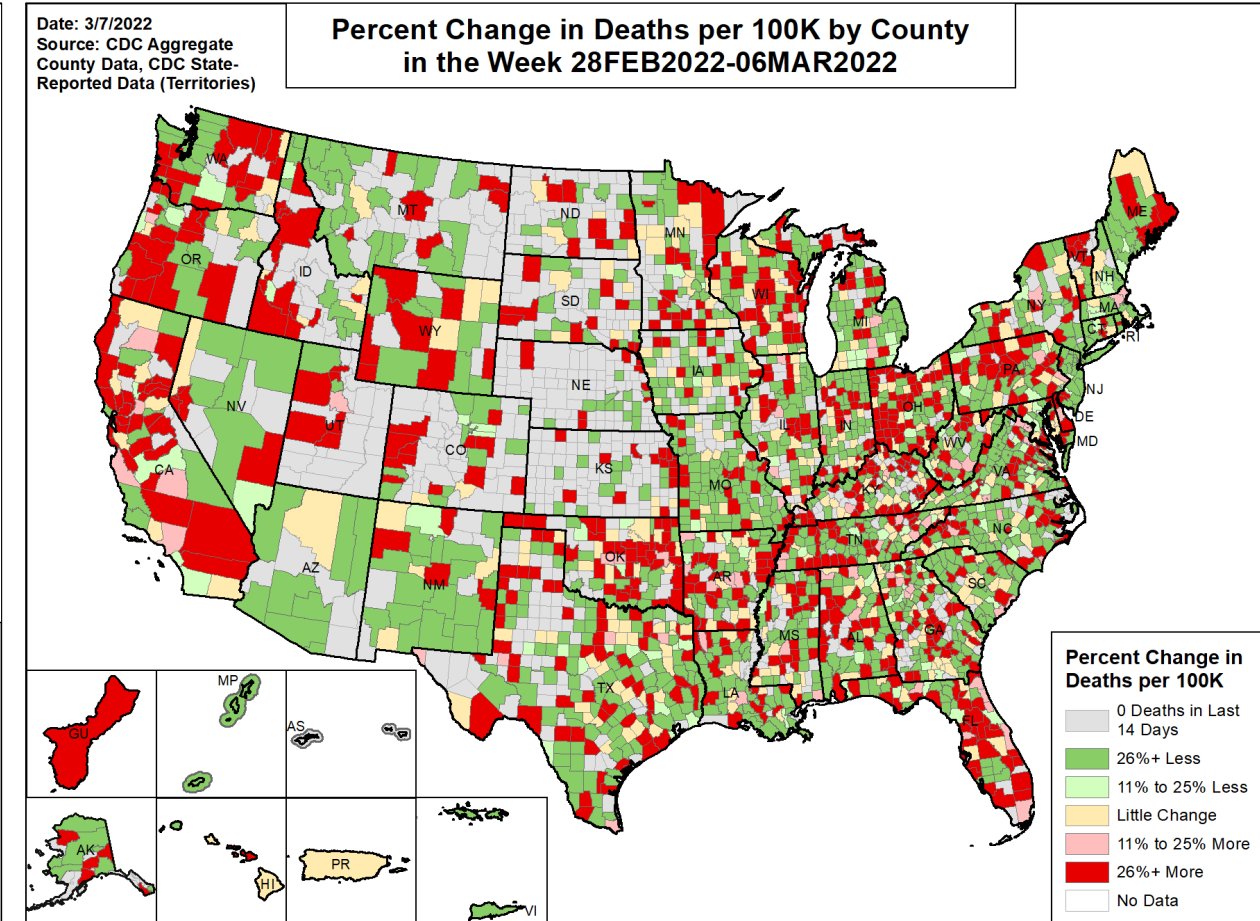 Date: 3/7/2022
Source: CDC Aggregate
County Data, CDC State-
Reported Data (Territories)
Percent Change in Deaths per 100K by County
in the Week 28FEB2022-06MAR2022
WA
MT
ND
MN
ME
OR
ID
SD
WI
VT
NH
WY
MI
NY
MA
CT
RI
NV
NE
IA
PA
NJ
UT
CO
IL
IN
OH
DE
MD
CA
KS
MO
WV
VA
KY
AZ
NM
OK
AR
TN
NC
SC
TX
LA
MS
AL
GA
FL
GU
MP
AS
AK
HI
PR
VI
Percent Change in
Deaths per 100K
0 Deaths in Last
14 Days
26%+ Less
11% to 25% Less
Little Change
11% to 25% More
26%+ More
No Data